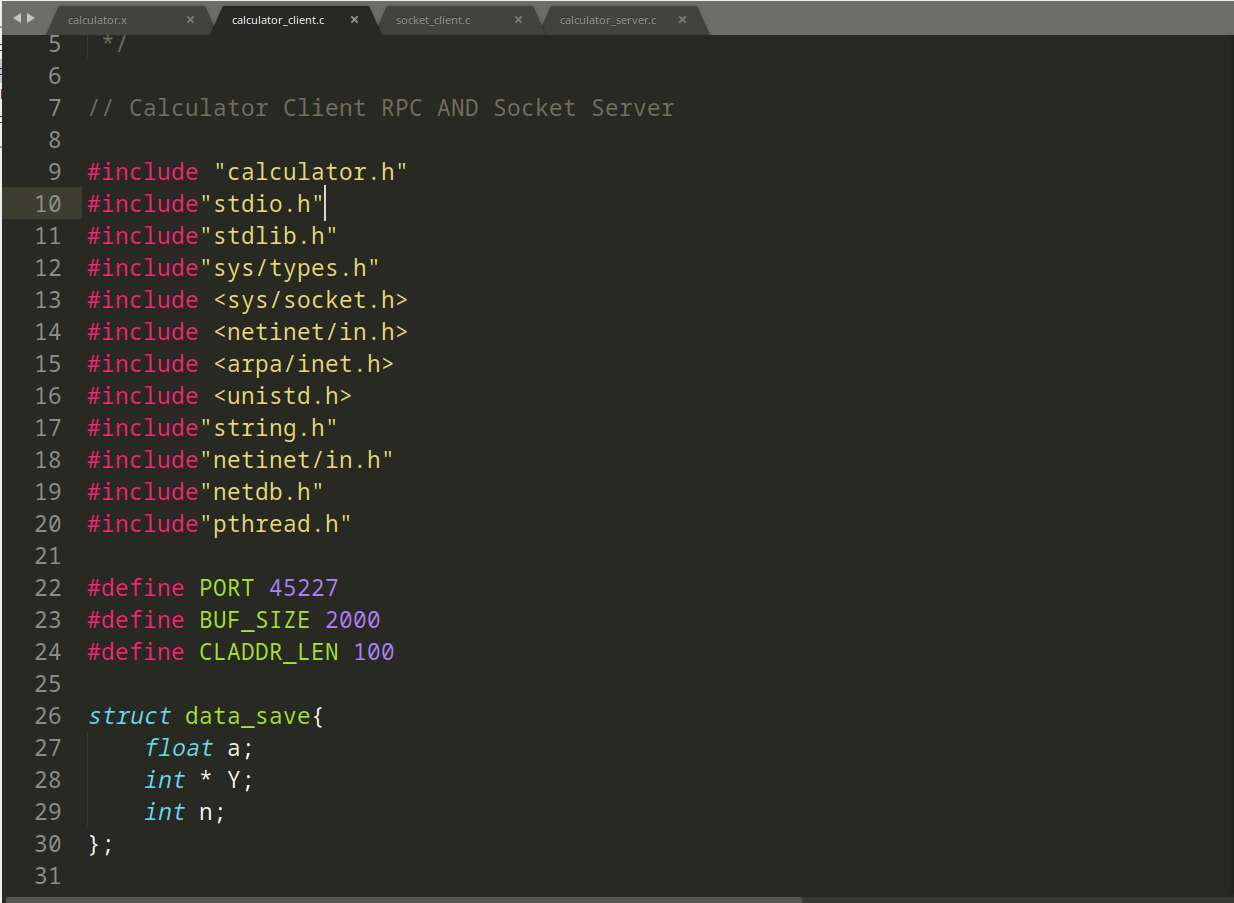 calculator.x × calculator_client.c × socket_client.c × calculator_server.c ×
5 */
6
7 // Calculator Client RPC AND Socket Server
8
9 #include "calculator.h"
10 #include"stdio.h"
11 #include"stdlib.h"
12 #include"sys/types.h"
13 #include <sys/socket.h>
14 #include <netinet/in.h>
15 #include <arpa/inet.h>
16 #include <unistd.h>
17 #include"string.h"
18 #include"netinet/in.h"
19 #include"netdb.h"
20 #include"pthread.h"
21
22 #define PORT 45227
23 #define BUF_SIZE 2000
24 #define CLADDR_LEN 100
25
26 struct data_save{
27     float a;
28     int * Y;
29     int n;
30 };
31